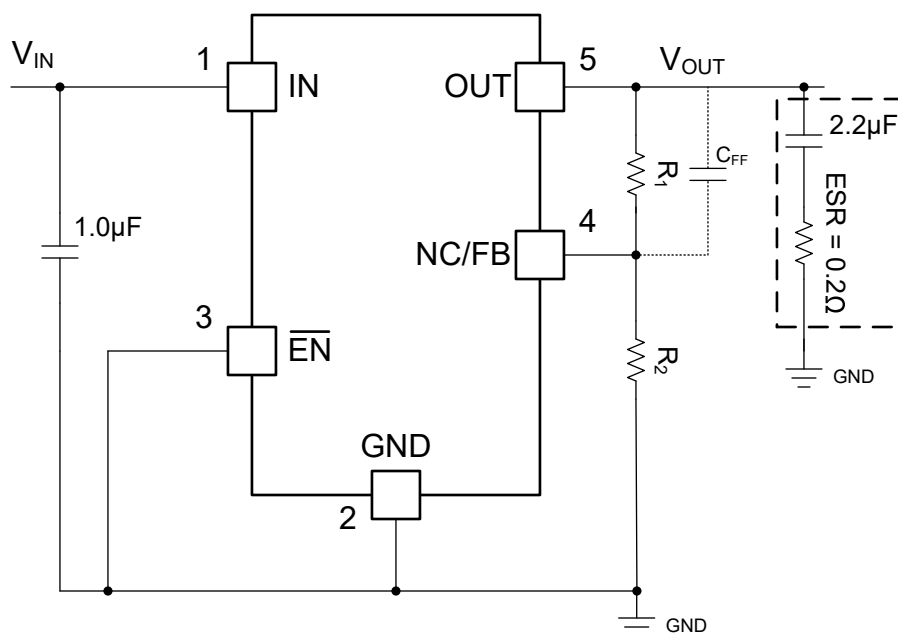 V_IN
1
IN
OUT
5
V_OUT
2.2µF
C_FF
R_1
ESR = 0.2Ω
1.0µF
NC/FB
4
3
E̅N̅
R_2
GND
GND
2
GND